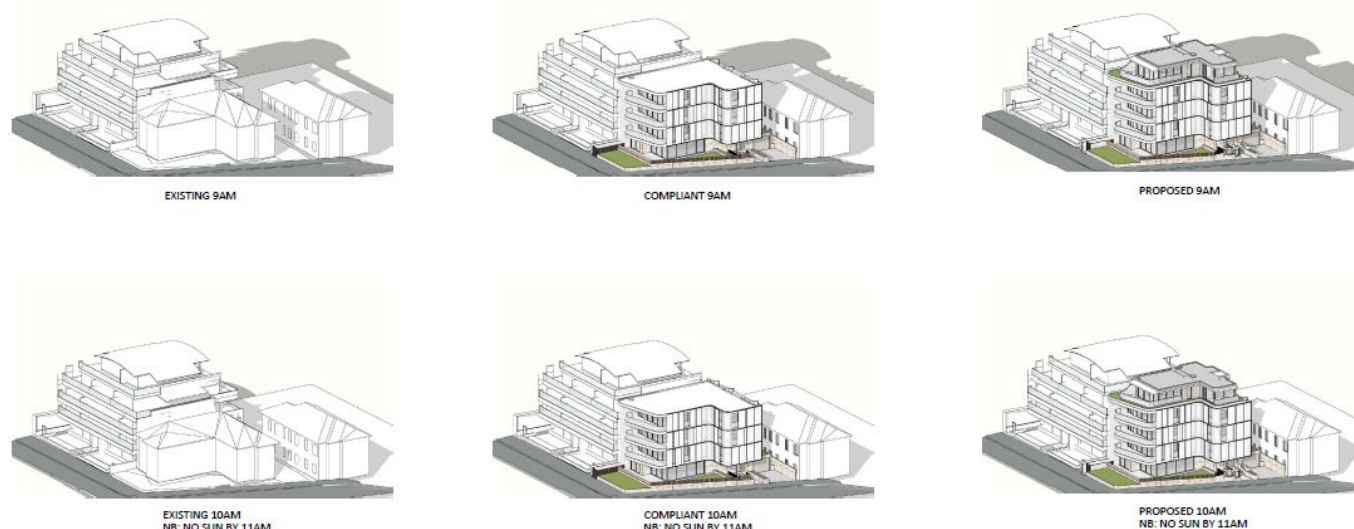 EXISTING 9AM
COMPLIANT 9AM
PROPOSED 9AM
EXISTING 10AM
NB: NO SUN BY 11AM
COMPLIANT 10AM
NB: NO SUN BY 11AM
PROPOSED 10AM
NB: NO SUN BY 11AM